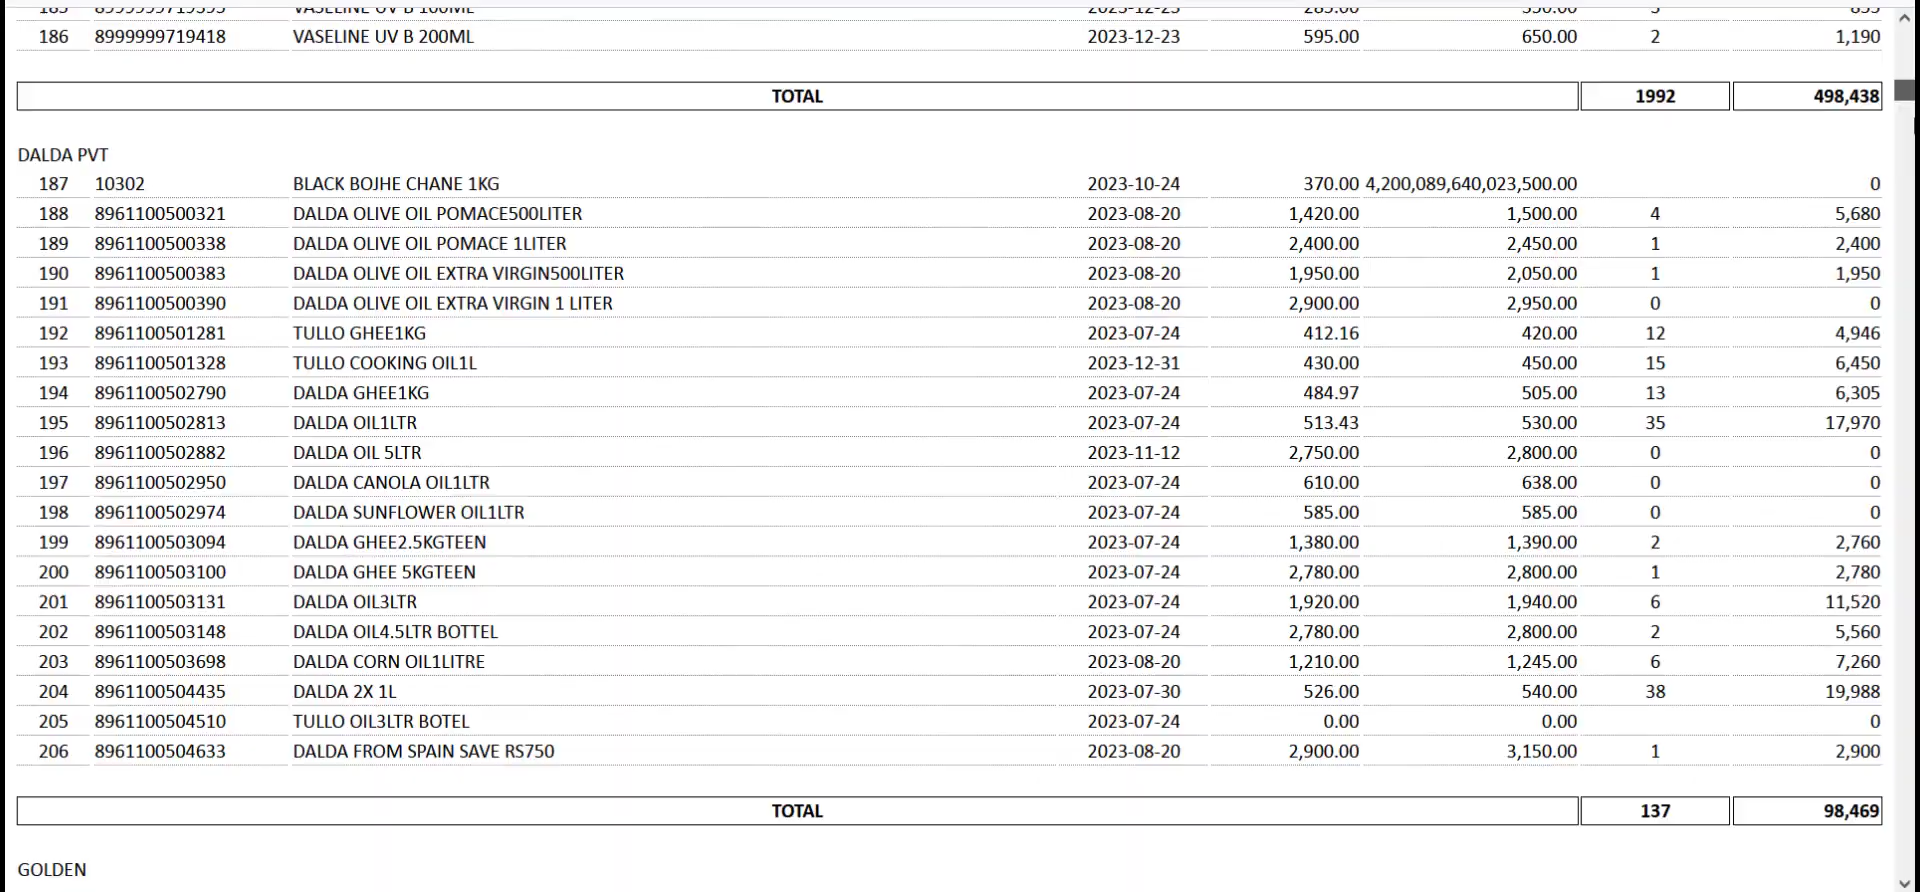 185 8999999719395 VASELINE UV B 100ML 2023-12-23 285.00 350.00 3 855
186 8999999719418 VASELINE UV B 200ML 2023-12-23 595.00 650.00 2 1,190
TOTAL 1992 498,438
DALDA PVT
187 10302 BLACK BOJHE CHANE 1KG 2023-10-24 370.00 4,200,089,640,023,500.00 0
188 8961100500321 DALDA OLIVE OIL POMACE500LITER 2023-08-20 1,420.00 1,500.00 4 5,680
189 8961100500338 DALDA OLIVE OIL POMACE 1LITER 2023-08-20 2,400.00 2,450.00 1 2,400
190 8961100500383 DALDA OLIVE OIL EXTRA VIRGIN500LITER 2023-08-20 1,950.00 2,050.00 1 1,950
191 8961100500390 DALDA OLIVE OIL EXTRA VIRGIN 1 LITER 2023-08-20 2,900.00 2,950.00 0 0
192 8961100501281 TULLO GHEE1KG 2023-07-24 412.16 420.00 12 4,946
193 8961100501328 TULLO COOKING OIL1L 2023-12-31 430.00 450.00 15 6,450
194 8961100502790 DALDA GHEE1KG 2023-07-24 484.97 505.00 13 6,305
195 8961100502813 DALDA OIL1LTR 2023-07-24 513.43 530.00 35 17,970
196 8961100502882 DALDA OIL 5LTR 2023-11-12 2,750.00 2,800.00 0 0
197 8961100502950 DALDA CANOLA OIL1LTR 2023-07-24 610.00 638.00 0 0
198 8961100502974 DALDA SUNFLOWER OIL1LTR 2023-07-24 585.00 585.00 0 0
199 8961100503094 DALDA GHEE2.5KGTEEN 2023-07-24 1,380.00 1,390.00 2 2,760
200 8961100503100 DALDA GHEE 5KGTEEN 2023-07-24 2,780.00 2,800.00 1 2,780
201 8961100503131 DALDA OIL3LTR 2023-07-24 1,920.00 1,940.00 6 11,520
202 8961100503148 DALDA OIL4.5LTR BOTTEL 2023-07-24 2,780.00 2,800.00 2 5,560
203 8961100503698 DALDA CORN OIL1LITRE 2023-08-20 1,210.00 1,245.00 6 7,260
204 8961100504435 DALDA 2X 1L 2023-07-30 526.00 540.00 38 19,988
205 8961100504510 TULLO OIL3LTR BOTEL 2023-07-24 0.00 0.00 0
206 8961100504633 DALDA FROM SPAIN SAVE RS750 2023-08-20 2,900.00 3,150.00 1 2,900
TOTAL 137 98,469
GOLDEN